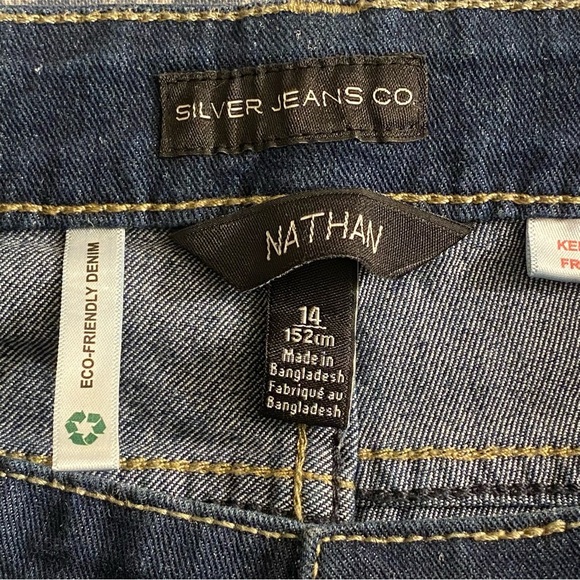 SILVER JEANS CO.
NATHAN
14
152cm
Made in
Bangladesh
Fabriqué au
Bangladesh
ECO-FRIENDLY DENIM